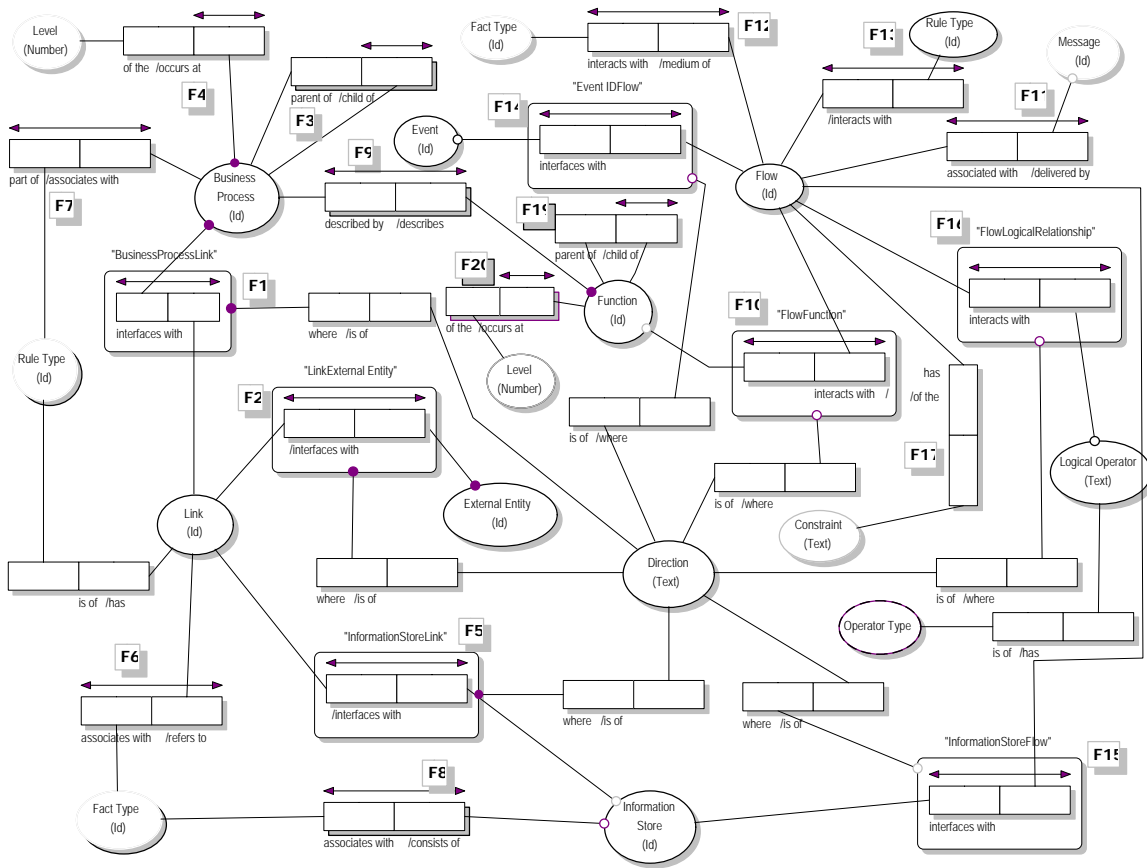 Level
(Number)
of the /occurs at
F4
parent of /child of
F3
Fact Type
(Id)
interacts with /medium of
F12
F13
Rule Type
(Id)
/interacts with
Message
(Id)
F11
associated with /delivered by
"Event IDFlow"
F14
Event
(Id)
interfaces with
Flow
(Id)
part of /associates with
F7
Business
Process
(Id)
F9
described by /describes
F19
parent of /child of
F20
of the /occurs at
Function
(Id)
Level
(Number)
F16
"FlowLogicalRelationship"
interacts with
"BusinessProcessLink"
F1
interfaces with
where /is of
F10
"FlowFunction"
interacts with /
has
/of the
F17
Rule Type
(Id)
"LinkExternal Entity"
F2
/interfaces with
is of /where
is of /where
Logical Operator
(Text)
External Entity
(Id)
Link
(Id)
Constraint
(Text)
Direction
(Text)
is of /has
where /is of
is of /where
Operator Type
is of /has
"InformationStoreLink"
F5
/interfaces with
where /is of
where /is of
F6
associates with /refers to
"InformationStoreFlow"
F15
interfaces with
Fact Type
(Id)
F8
associates with /consists of
Information
Store
(Id)